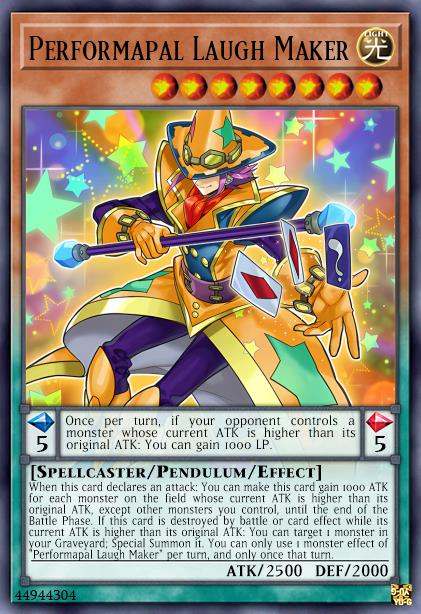 PERFORMAPAL LAUGH MAKER
LIGHT
光
Once per turn, if your opponent controls a
monster whose current ATK is higher than its
original ATK: You can gain 1000 LP.
5
5
[SPELLCASTER/PENDULUM/EFFECT]
When this card declares an attack: You can make this card gain 1000 ATK
for each monster on the field whose current ATK is higher than its
original ATK, except other monsters you control, until the end of the
Battle Phase. If this card is destroyed by battle or card effect while its
current ATK is higher than its original ATK: You can target 1 monster in
your Graveyard; Special Summon it. You can only use 1 monster effect of
"Performapal Laugh Maker" per turn, and only once that turn.
ATK/2500 DEF/2000
44944304